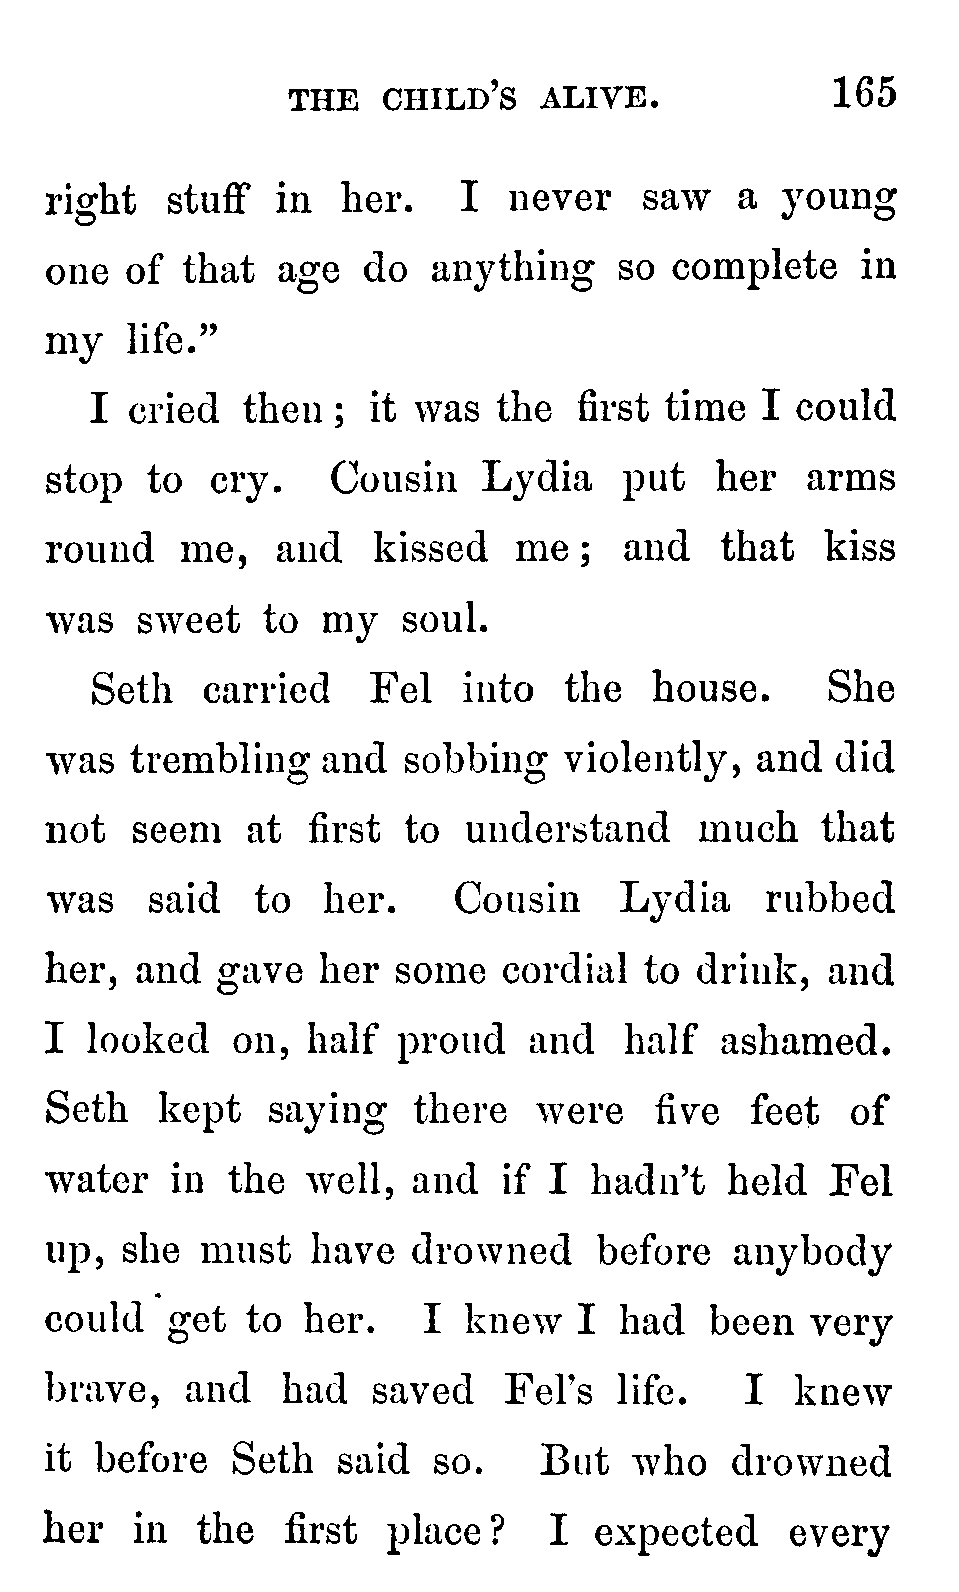 THE CHILD'S ALIVE. 165
right stuff in her. I never saw a young
one of that age do anything so complete in
my life."
I cried then; it was the first time I could
stop to cry. Cousin Lydia put her arms
round me, and kissed me; and that kiss
was sweet to my soul.
Seth carried Fel into the house. She
was trembling and sobbing violently, and did
not seem at first to understand much that
was said to her. Cousin Lydia rubbed
her, and gave her some cordial to drink, and
I looked on, half proud and half ashamed.
Seth kept saying there were five feet of
water in the well, and if I hadn't held Fel
up, she must have drowned before anybody
could get to her. I knew I had been very
brave, and had saved Fel's life. I knew
it before Seth said so. But who drowned
her in the first place? I expected every